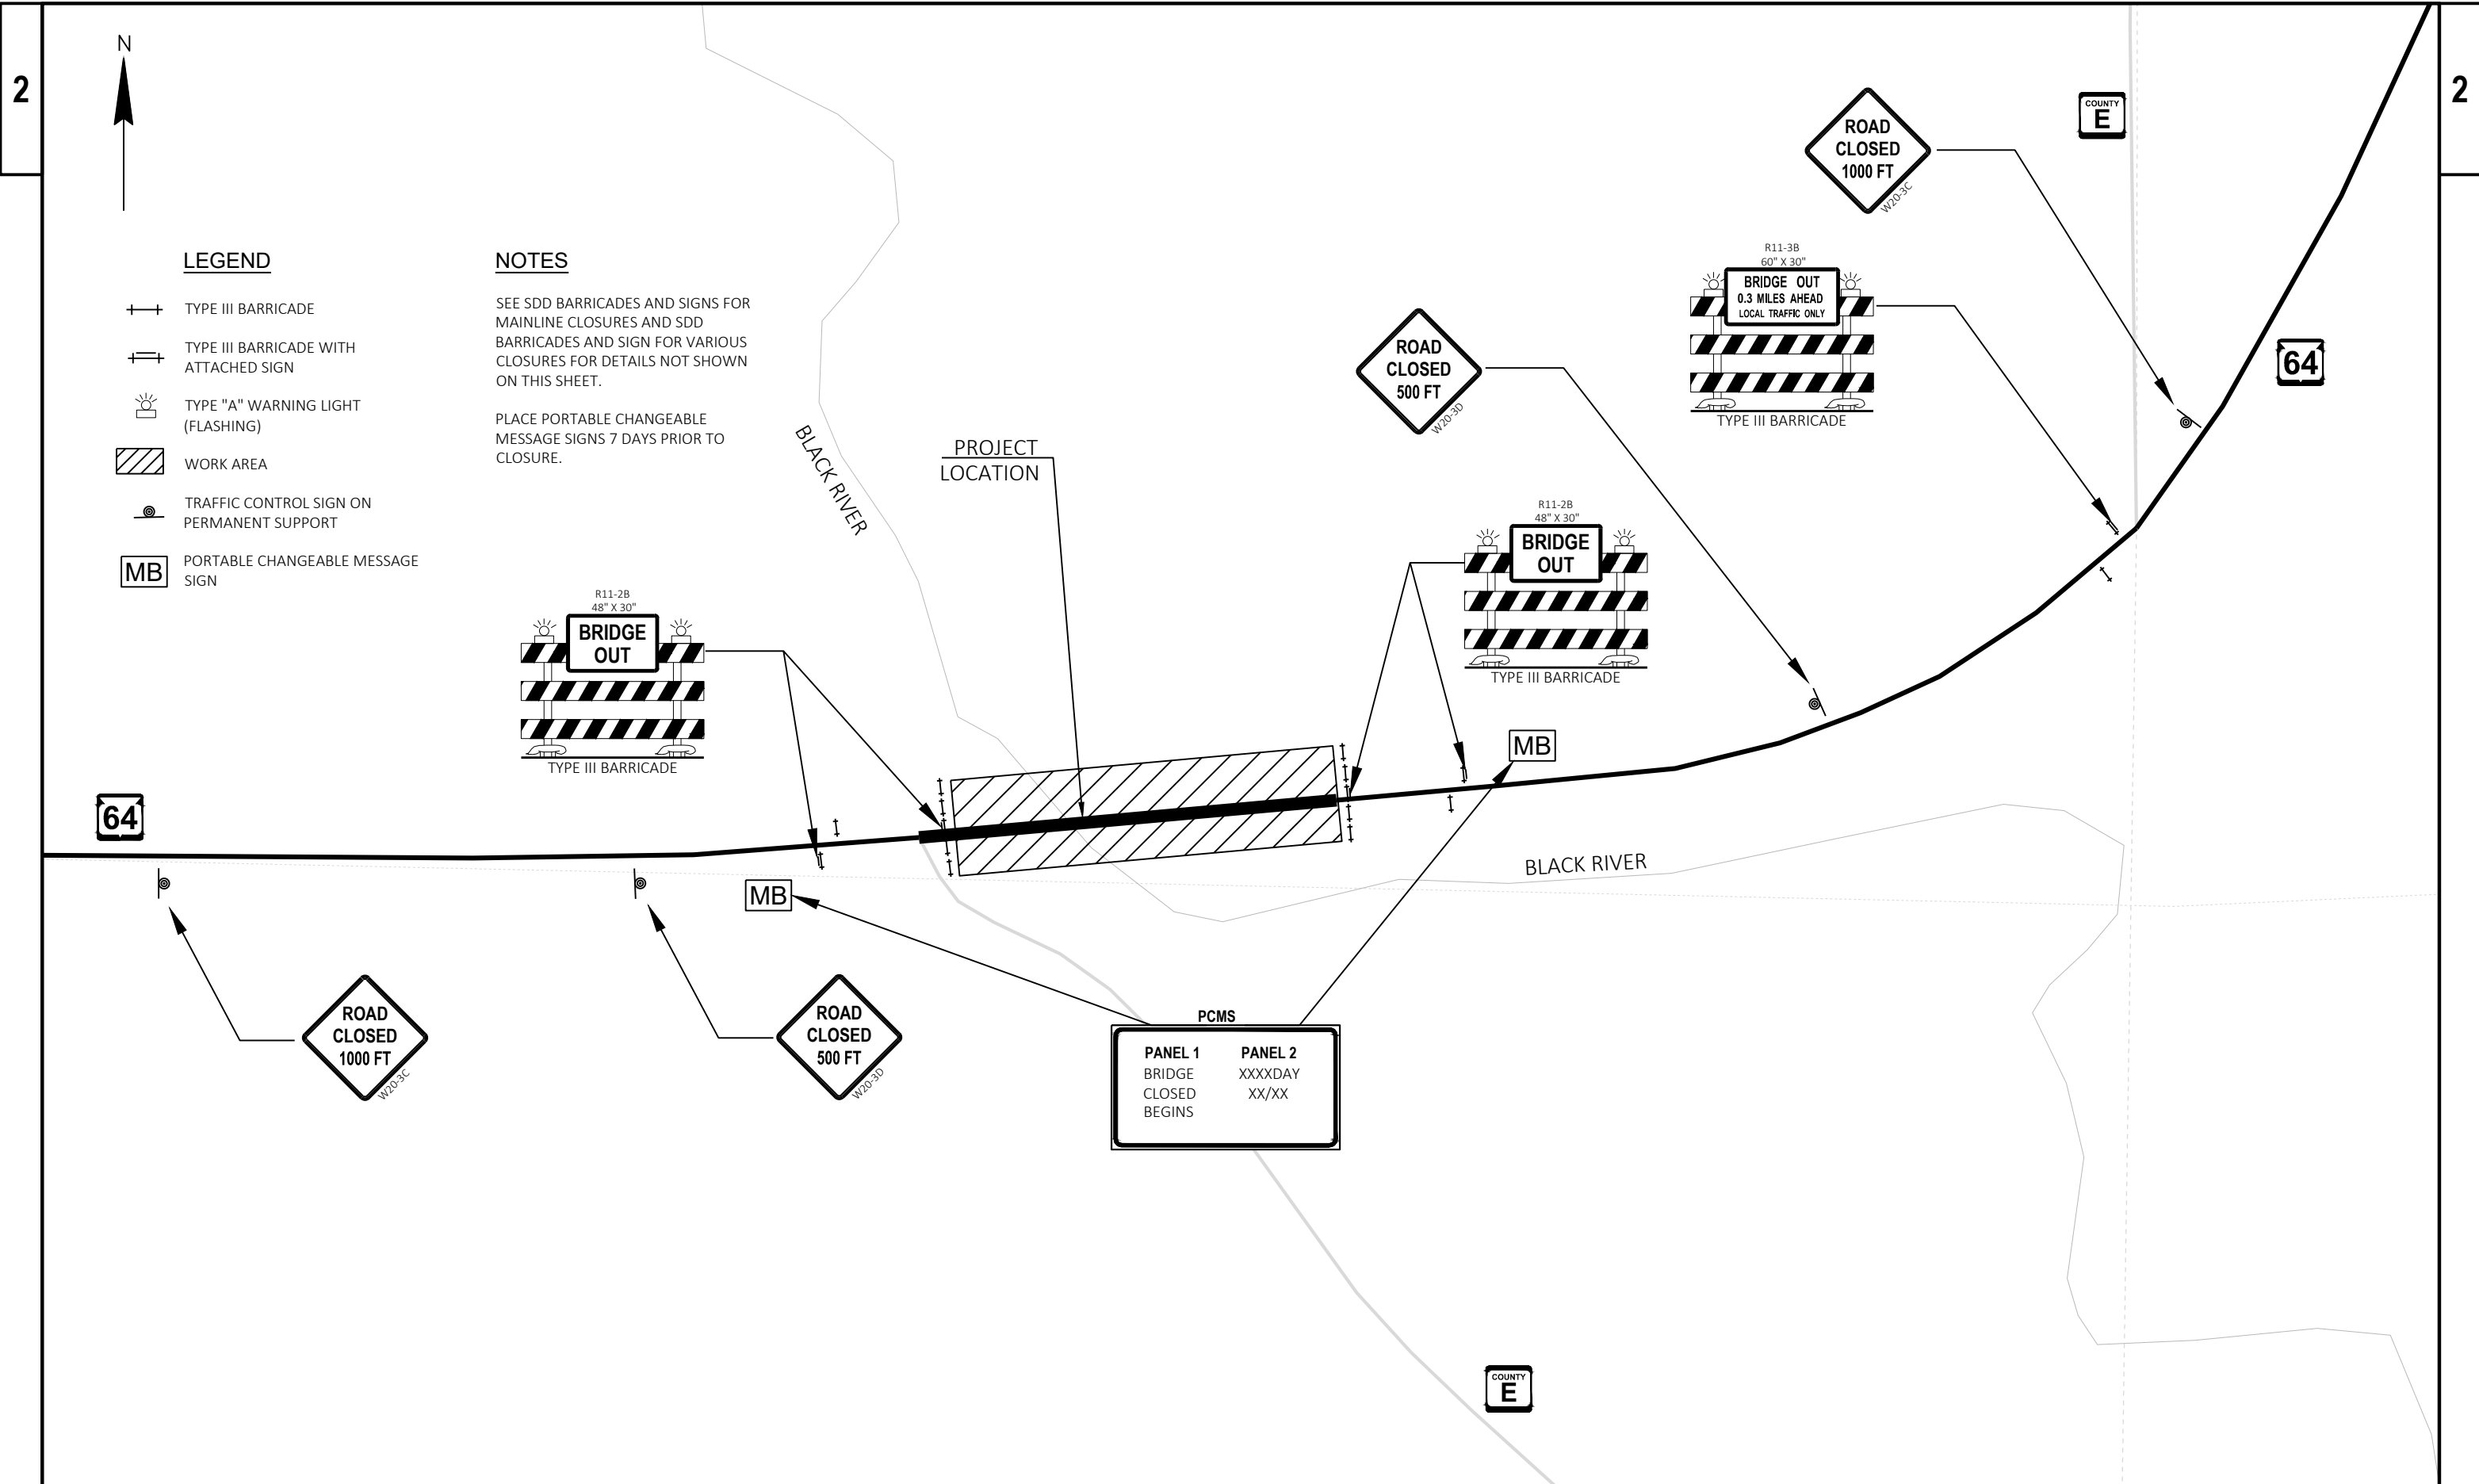 2
2
N
LEGEND
TYPE III BARRICADE
TYPE III BARRICADE WITH
ATTACHED SIGN
TYPE "A" WARNING LIGHT
(FLASHING)
WORK AREA
TRAFFIC CONTROL SIGN ON
PERMANENT SUPPORT
MB
PORTABLE CHANGEABLE MESSAGE
SIGN
NOTES
SEE SDD BARRICADES AND SIGNS FOR
MAINLINE CLOSURES AND SDD
BARRICADES AND SIGN FOR VARIOUS
CLOSURES FOR DETAILS NOT SHOWN
ON THIS SHEET.
PLACE PORTABLE CHANGEABLE
MESSAGE SIGNS 7 DAYS PRIOR TO
CLOSURE.
BLACK RIVER
PROJECT
LOCATION
ROAD
CLOSED
1000 FT
W20-3C
COUNTY
E
R11-3B
60" X 30"
BRIDGE OUT
0.3 MILES AHEAD
LOCAL TRAFFIC ONLY
TYPE III BARRICADE
64
ROAD
CLOSED
500 FT
W20-3D
R11-2B
48" X 30"
BRIDGE
OUT
TYPE III BARRICADE
R11-2B
48" X 30"
BRIDGE
OUT
TYPE III BARRICADE
MB
64
MB
BLACK RIVER
ROAD
CLOSED
1000 FT
W20-3C
ROAD
CLOSED
500 FT
W20-3D
PCMS
PANEL 1 PANEL 2
BRIDGE XXXXDAY
CLOSED XX/XX
BEGINS
COUNTY
E